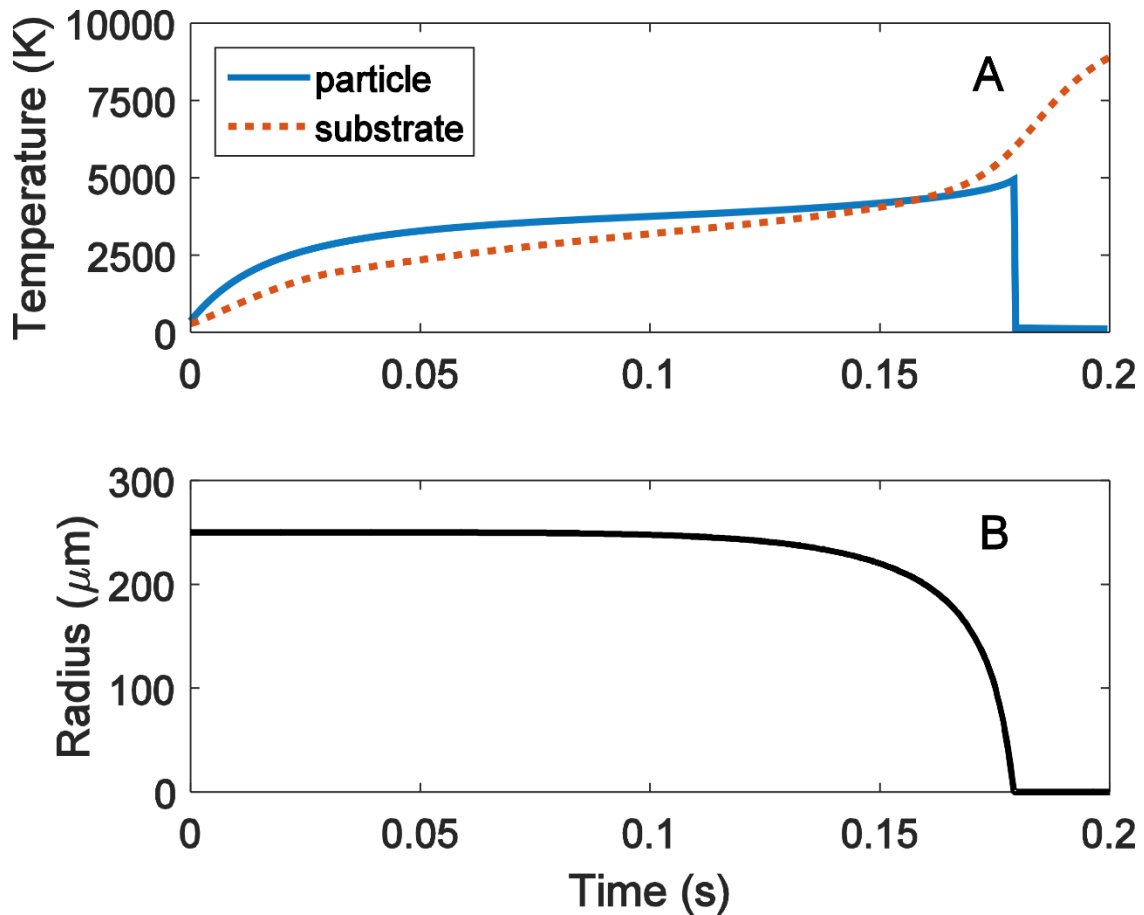 Temperature (K)
10000
7500
5000
2500
0
particle
substrate
A
0 0.05 0.1 0.15 0.2
Radius (μm)
300
200
100
0
B
0 0.05 0.1 0.15 0.2
Time (s)